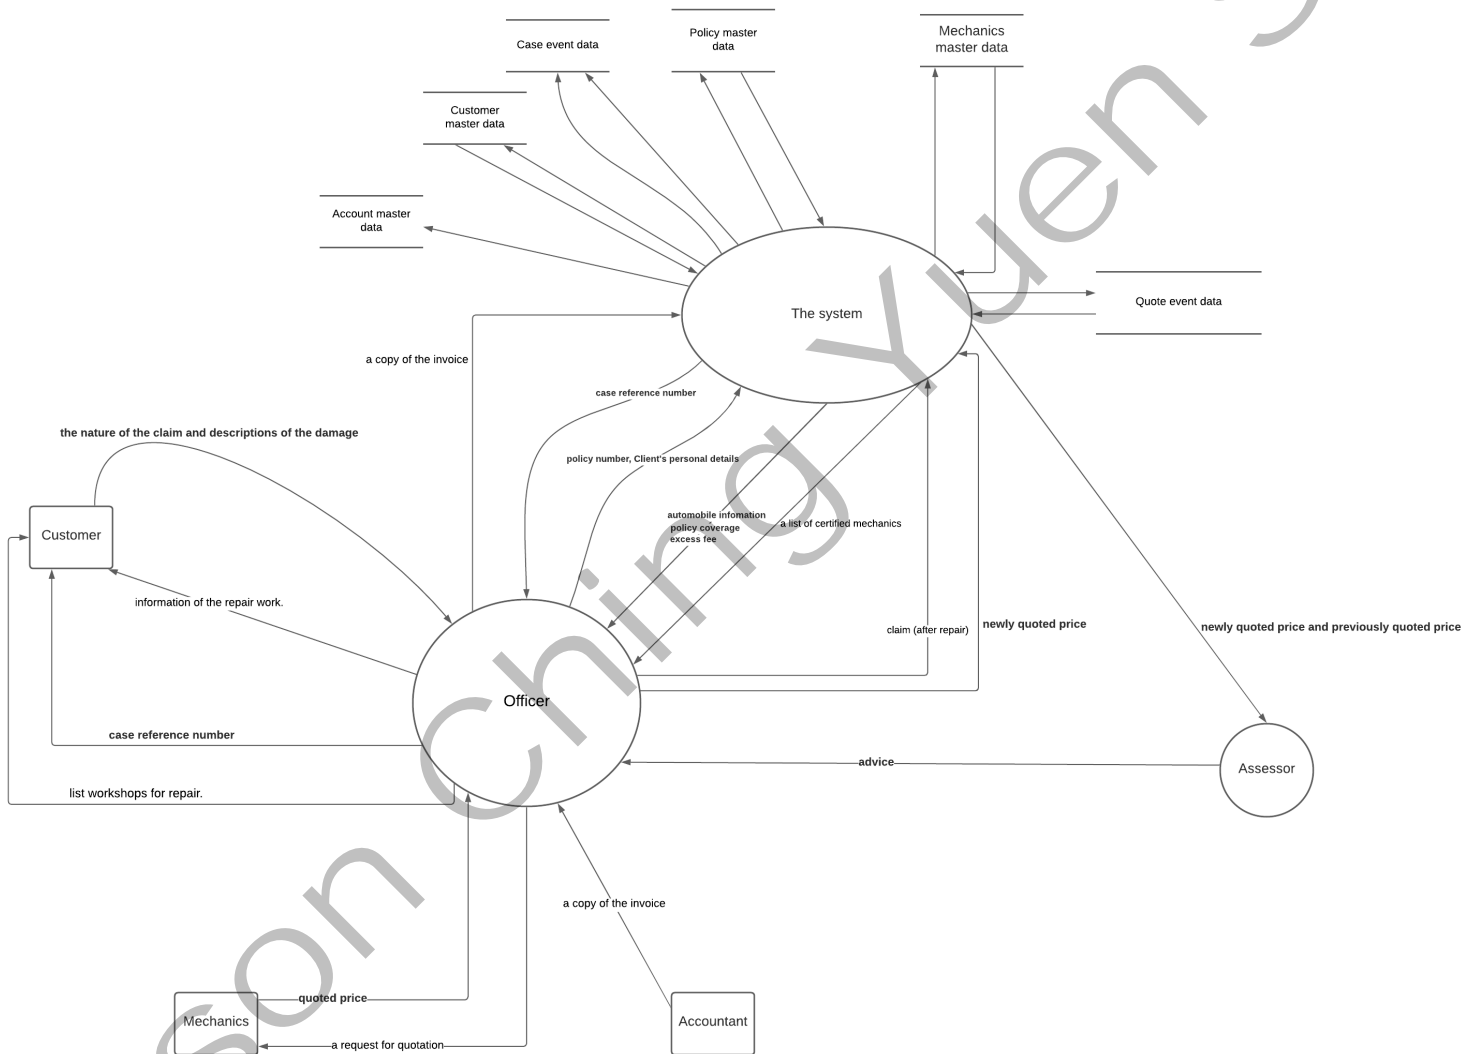 Case event data
Policy master
data
Mechanics
master data
Customer
master data
Account master
data
The system
Quote event data
a copy of the invoice
case reference number
the nature of the claim and descriptions of the damage
policy number, Client's personal details
automobile infomation
policy coverage
excess fee
a list of certified mechanics
Customer
information of the repair work.
claim (after repair)
newly quoted price
newly quoted price and previously quoted price
Officer
case reference number
advice
Assessor
list workshops for repair.
a copy of the invoice
quoted price
Mechanics
Accountant
a request for quotation
son Ching Yuen